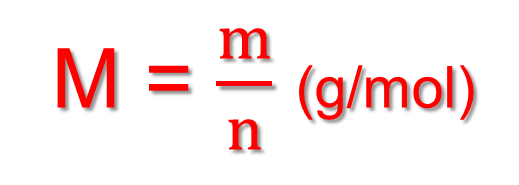 M = m/n (g/mol)